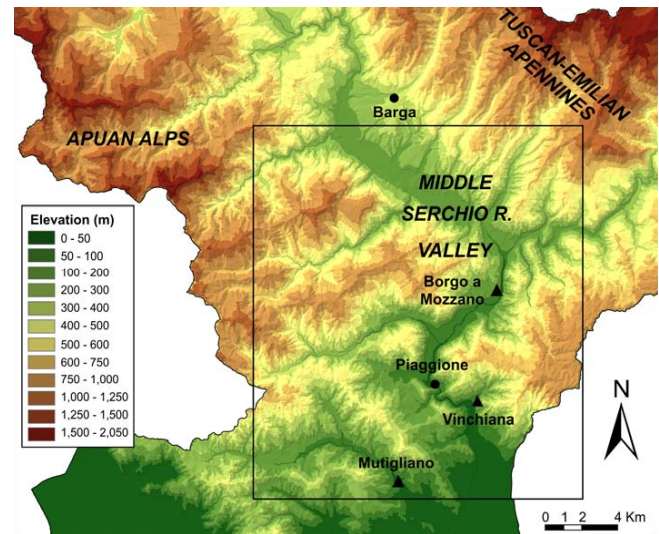 TUSCAN-EMILIAN
APENNINES
Barga
APUAN ALPS
MIDDLE
SERCHIO R.
VALLEY
Elevation (m)
0 - 50
50 - 100
100 - 200
200 - 300
300 - 400
400 - 500
500 - 600
600 - 750
750 - 1,000
1,000 - 1,250
1,250 - 1,500
1,500 - 2,050
Borgo a
Mozzano
Piaggione
Vinchiana
Mutigliano
N
0 1 2 4 Km